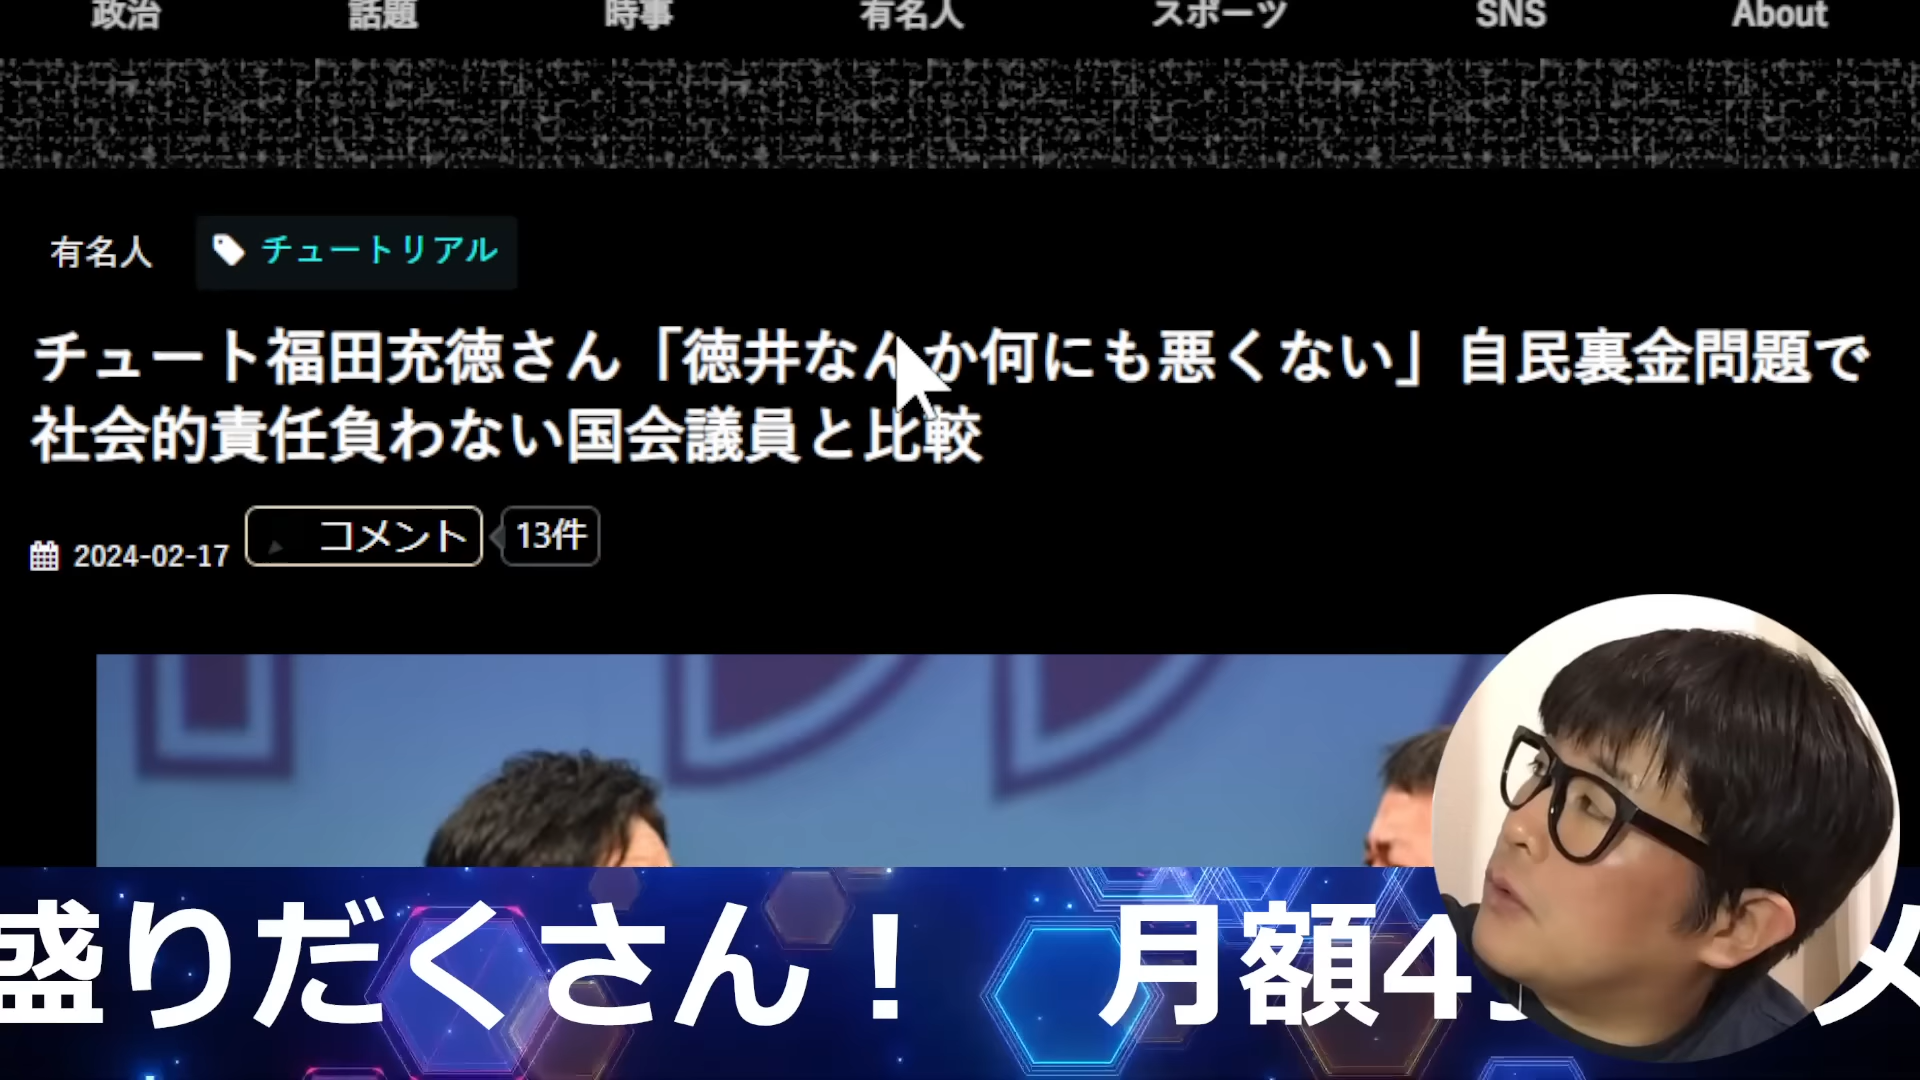 政治 話題 時事 有名人 スポーツ SNS About
有名人 チュートリアル
チュート福田充徳さん「徳井なんか何にも悪くない」自民裏金問題で
社会的責任負わない国会議員と比較
2024-02-17 コメント 13件
盛りだくさん！ 月額4